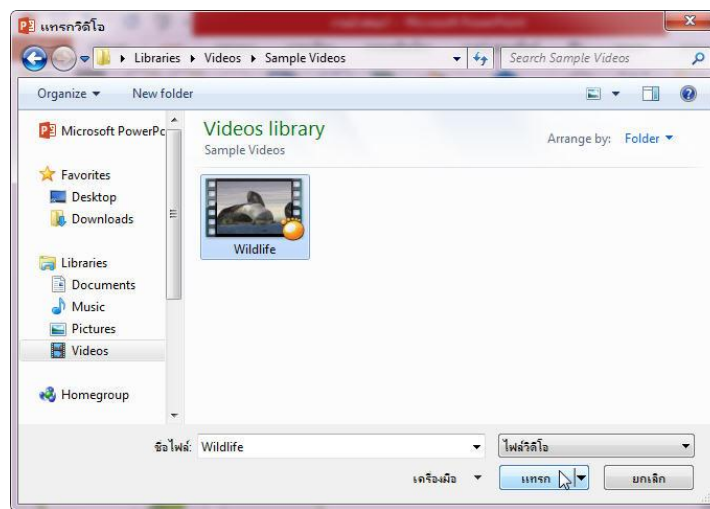 แทรกวิดีโอ
Libraries ▸ Videos ▸ Sample Videos
Search Sample Videos
Organize
New folder
Microsoft PowerPc
Favorites
Desktop
Downloads
Libraries
Documents
Music
Pictures
Videos
Homegroup
Videos library
Sample Videos
Arrange by: Folder
Wildlife
ชื่อไฟล์: Wildlife
ไฟล์วิดีโอ
เครื่องมือ
แทรก
ยกเลิก